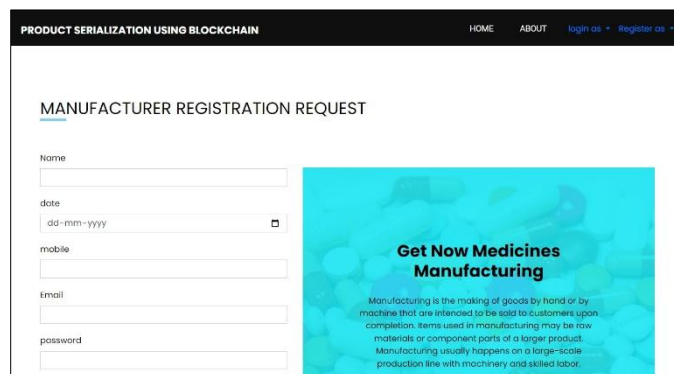 PRODUCT SERIALIZATION USING BLOCKCHAIN
HOME ABOUT login as Register as
MANUFACTURER REGISTRATION REQUEST
Name
date
dd-mm-yyyy
mobile
Email
password
Get Now Medicines
Manufacturing
Manufacturing is the making of goods by hand or by
machine that are intended to be sold to customers upon
completion. Items used in manufacturing may be raw
materials or component parts of a larger product.
Manufacturing usually happens on a large-scale
production line with machinery and skilled labor.